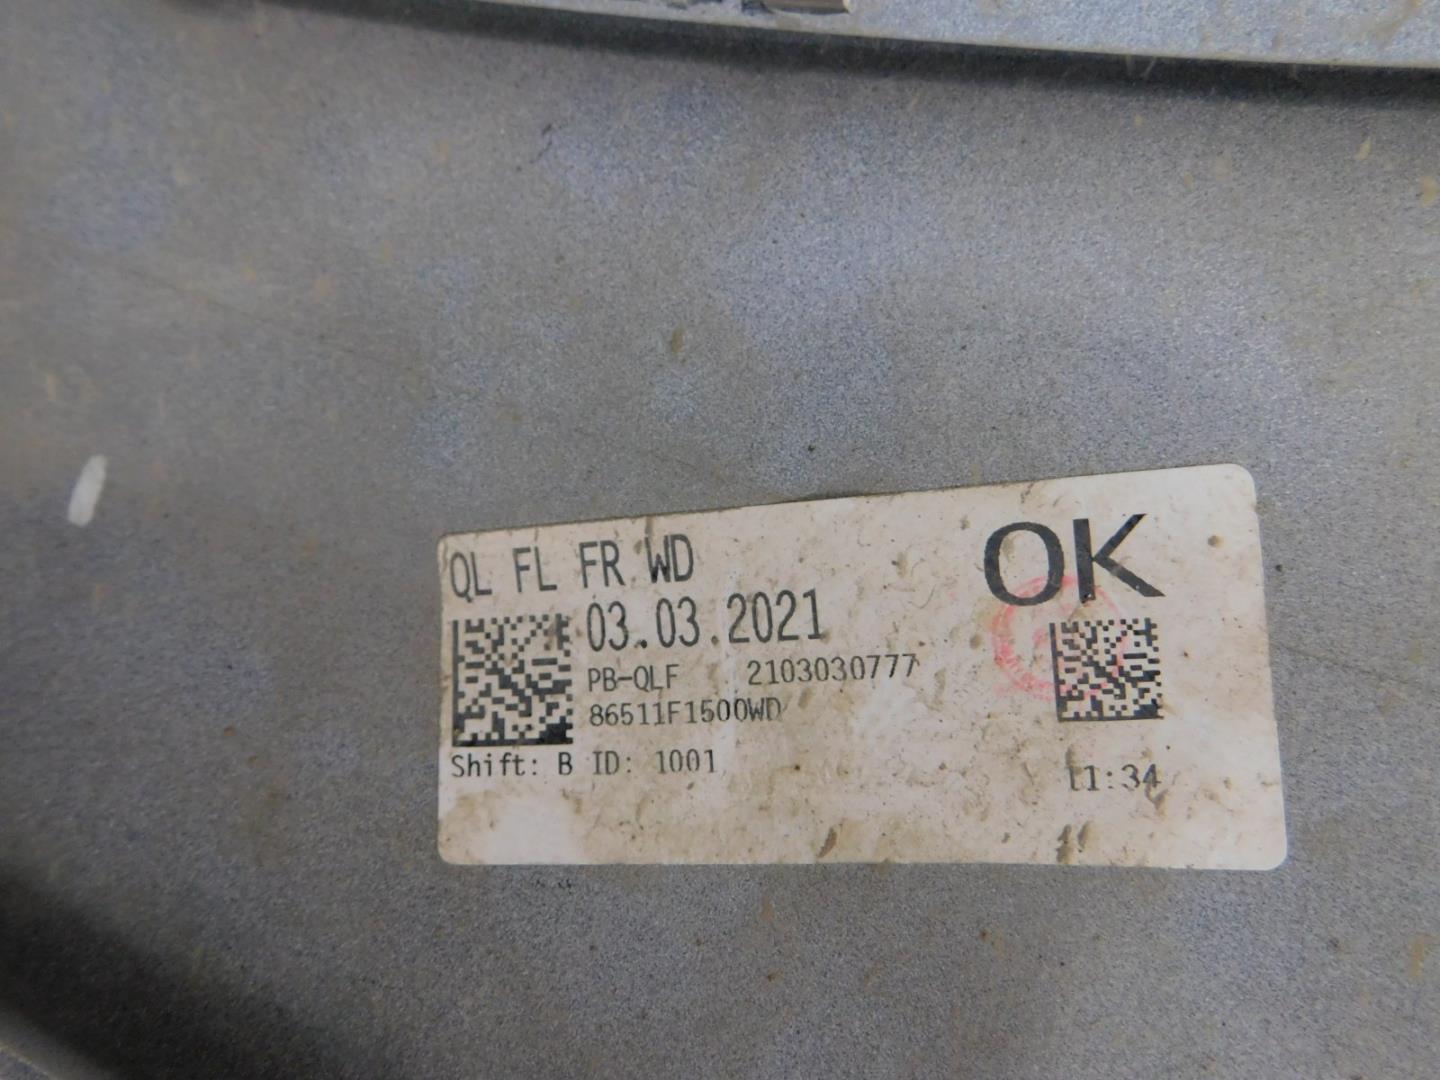 QL FL FR WD
OK
03.03.2021
PB-QLF 2103030777
86511F1500WD
Shift: B ID: 1001
11:34